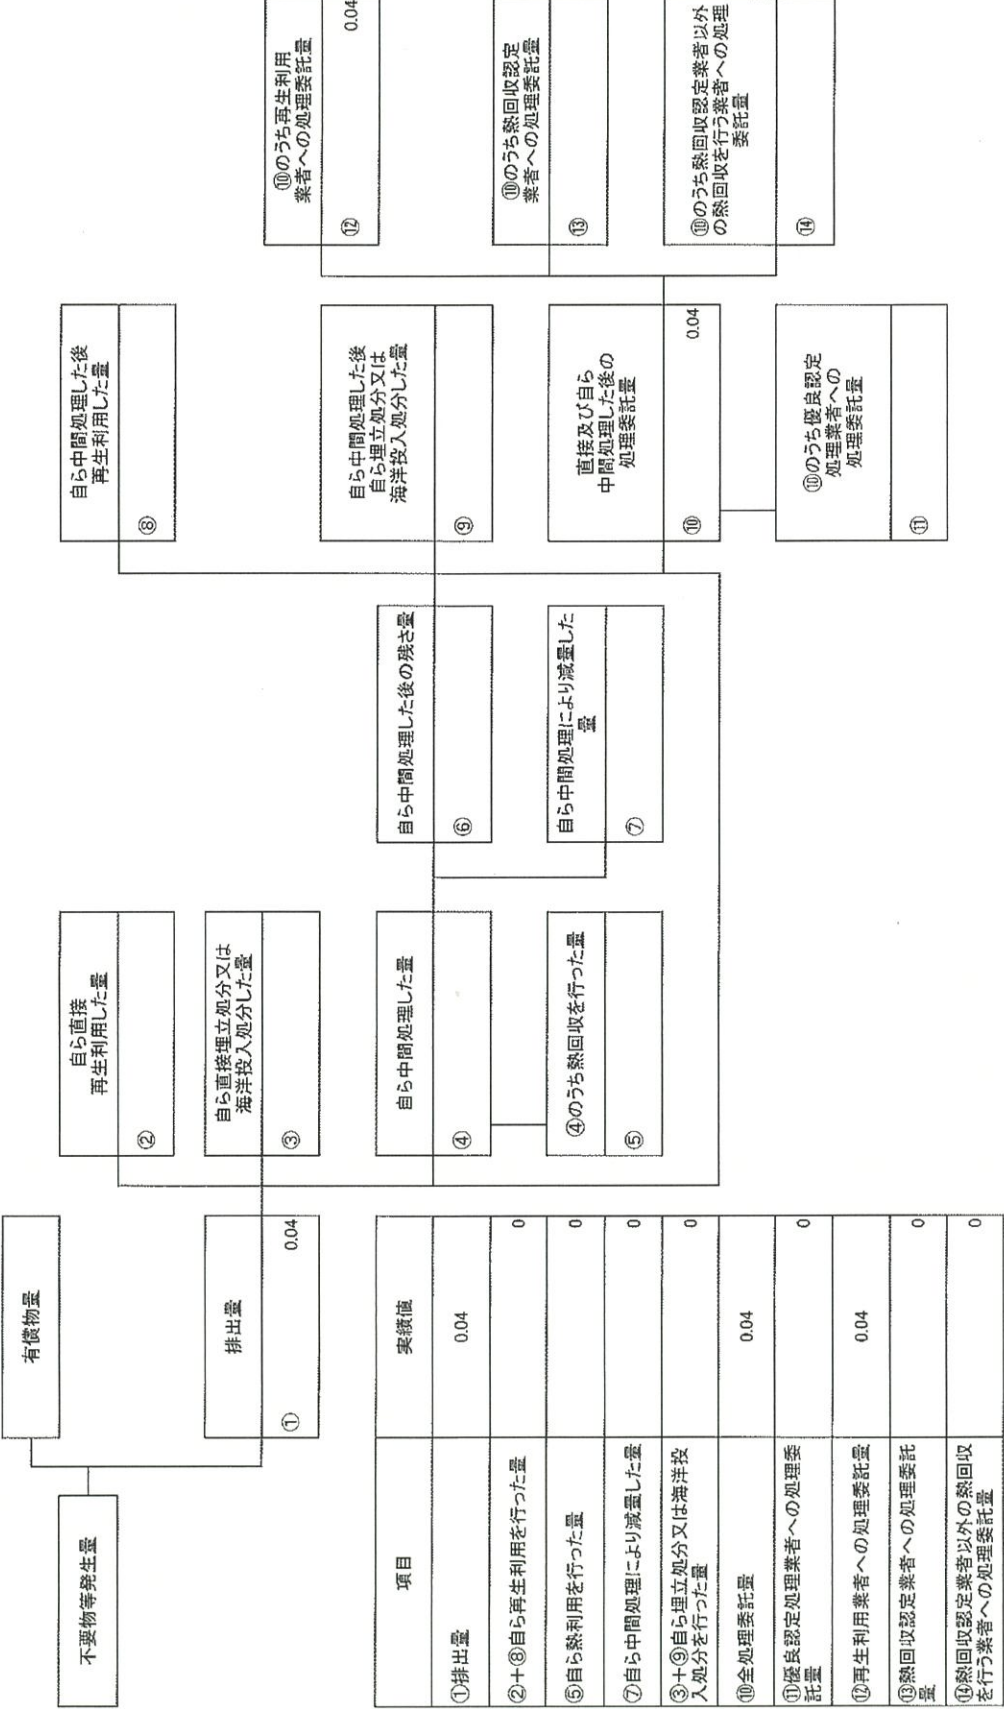 有償物量
不要物等発生量
排出量
①
0.04
自ら直接
再生利用した量
②
自ら直接埋立処分又は
海洋投入処分した量
③
自ら中間処理した量
④
④のうち熱回収を行った量
⑤
自ら中間処理した後の残さ量
⑥
自ら中間処理により減量した
量
⑦
自ら中間処理した後
再生利用した量
⑧
自ら中間処理した後
自ら埋立処分又は
海洋投入処分した量
⑨
直接及び自ら
中間処理した後の
処理委託量
⑩
0.04
⑩のうち優良認定
処理業者への
処理委託量
⑪
⑩のうち再生利用
業者への処理委託量
⑫
0.04
⑩のうち熱回収認定
業者への処理委託量
⑬
⑩のうち熱回収認定業者以外
の熱回収を行う業者への処理
委託量
⑭
項目 実績値
①排出量 0.04
②+⑧自ら再生利用を行った量 0
⑤自ら熱利用を行った量 0
⑦自ら中間処理により減量した量 0
③+⑨自ら埋立処分又は海洋投 0
入処分を行った量
⑩全処理委託量 0.04
⑪優良認定処理業者への処理委 0
託量
⑫再生利用業者への処理委託量 0.04
⑬熱回収認定業者への処理委託 0
量
⑭熱回収認定業者以外の熱回収 0
を行う業者への処理委託量